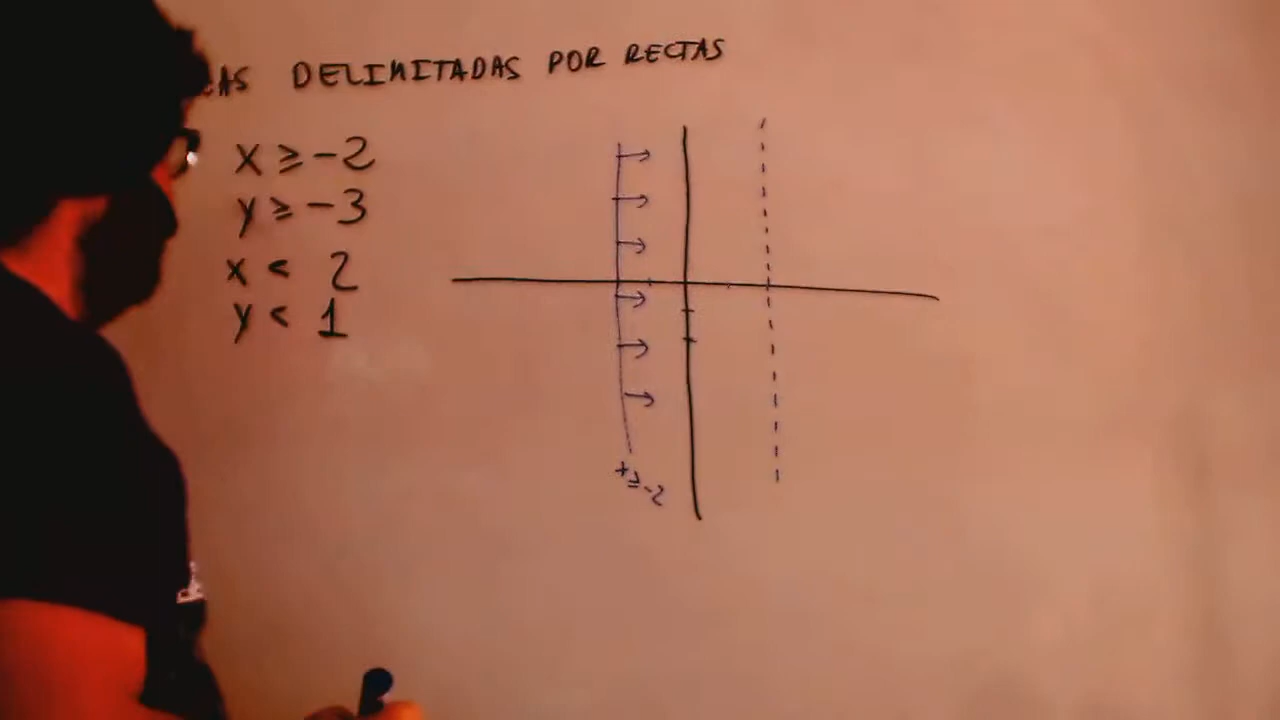 DELIMITADAS POR RECTAS
x ≥ -2
y ≥ -3
x < 2
y < 1
≥ -2